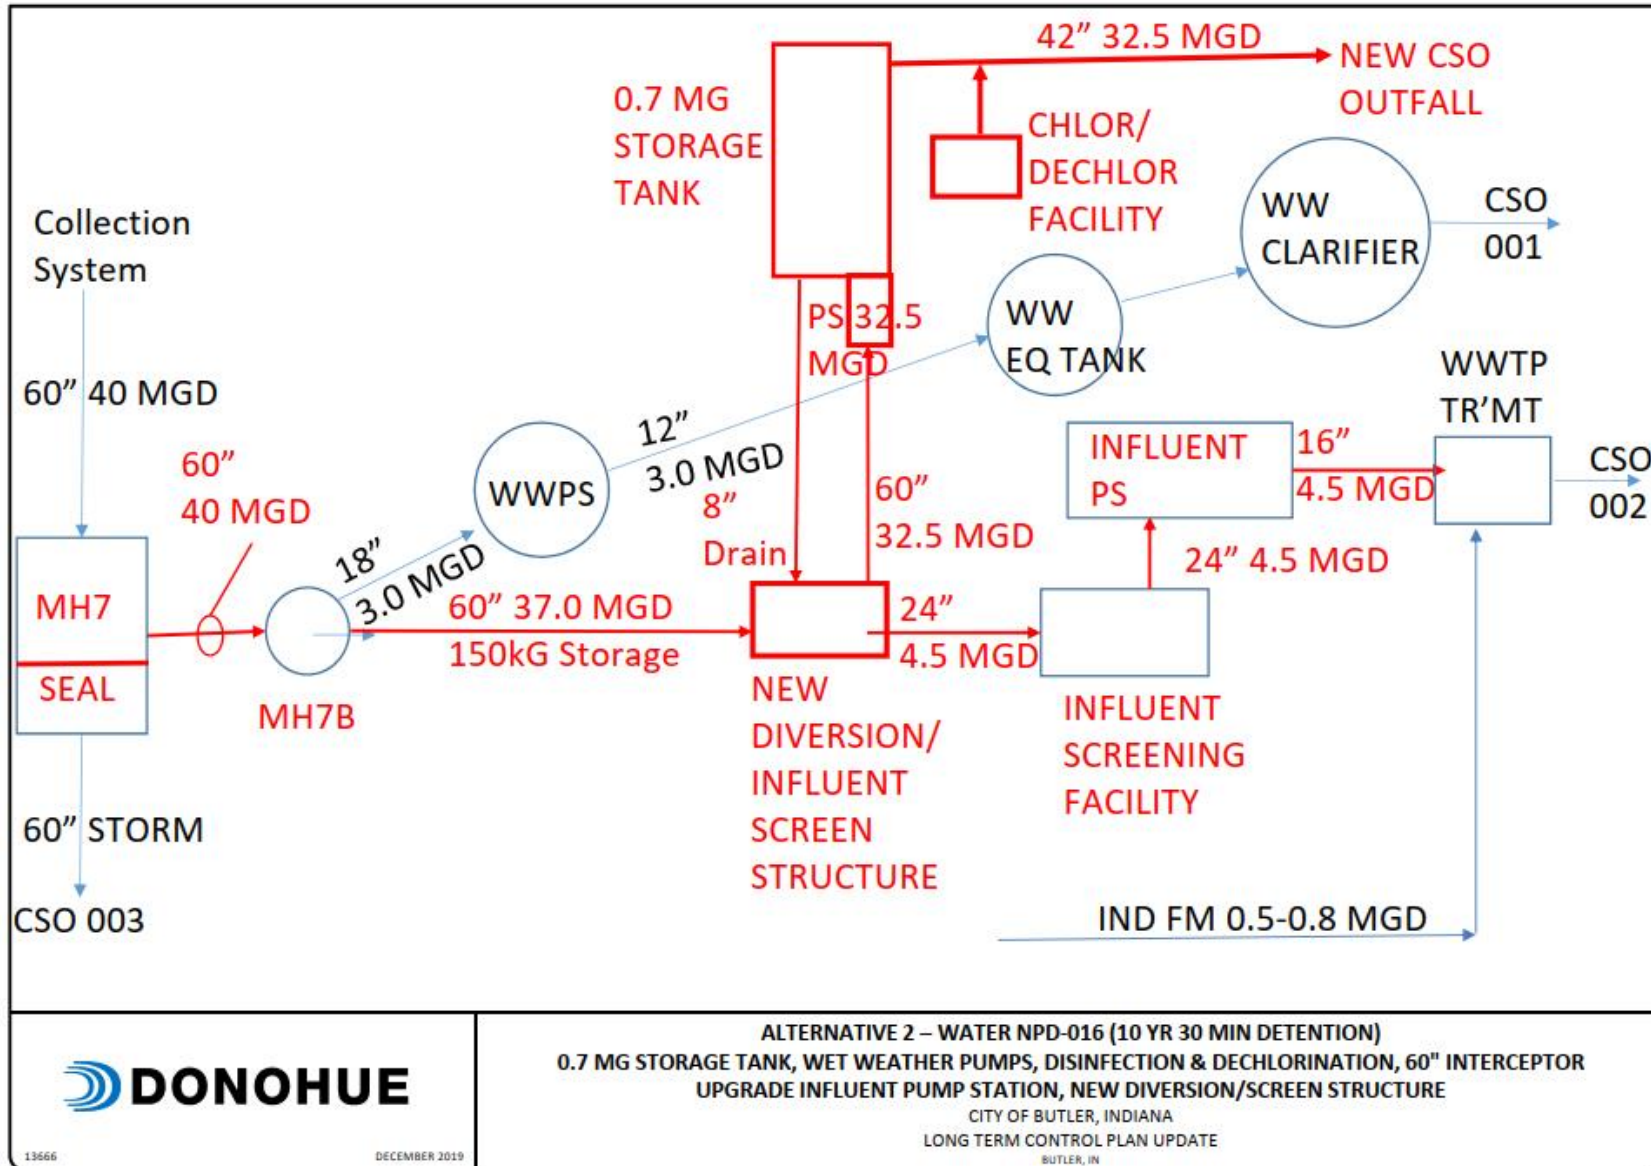 42” 32.5 MGD
NEW CSO
OUTFALL
0.7 MG
STORAGE
TANK
CHLOR/
DECHLOR
FACILITY
WW
CLARIFIER
CSO
001
Collection
System
PS 32.5
MGD
WW
EQ TANK
WWTP
TR’MT
60” 40 MGD
60”
40 MGD
WWPS
12”
3.0 MGD
8”
Drain
60”
32.5 MGD
INFLUENT
PS
16”
4.5 MGD
CSO
002
18”
3.0 MGD
24” 4.5 MGD
MH7
SEAL
MH7B
60” 37.0 MGD
150kG Storage
24”
4.5 MGD
NEW
DIVERSION/
INFLUENT
SCREEN
STRUCTURE
INFLUENT
SCREENING
FACILITY
60” STORM
CSO 003
IND FM 0.5-0.8 MGD
DONOHUE
13666
DECEMBER 2019
ALTERNATIVE 2 – WATER NPD-016 (10 YR 30 MIN DETENTION)
0.7 MG STORAGE TANK, WET WEATHER PUMPS, DISINFECTION & DECHLORINATION, 60" INTERCEPTOR
UPGRADE INFLUENT PUMP STATION, NEW DIVERSION/SCREEN STRUCTURE
CITY OF BUTLER, INDIANA
LONG TERM CONTROL PLAN UPDATE
BUTLER, IN